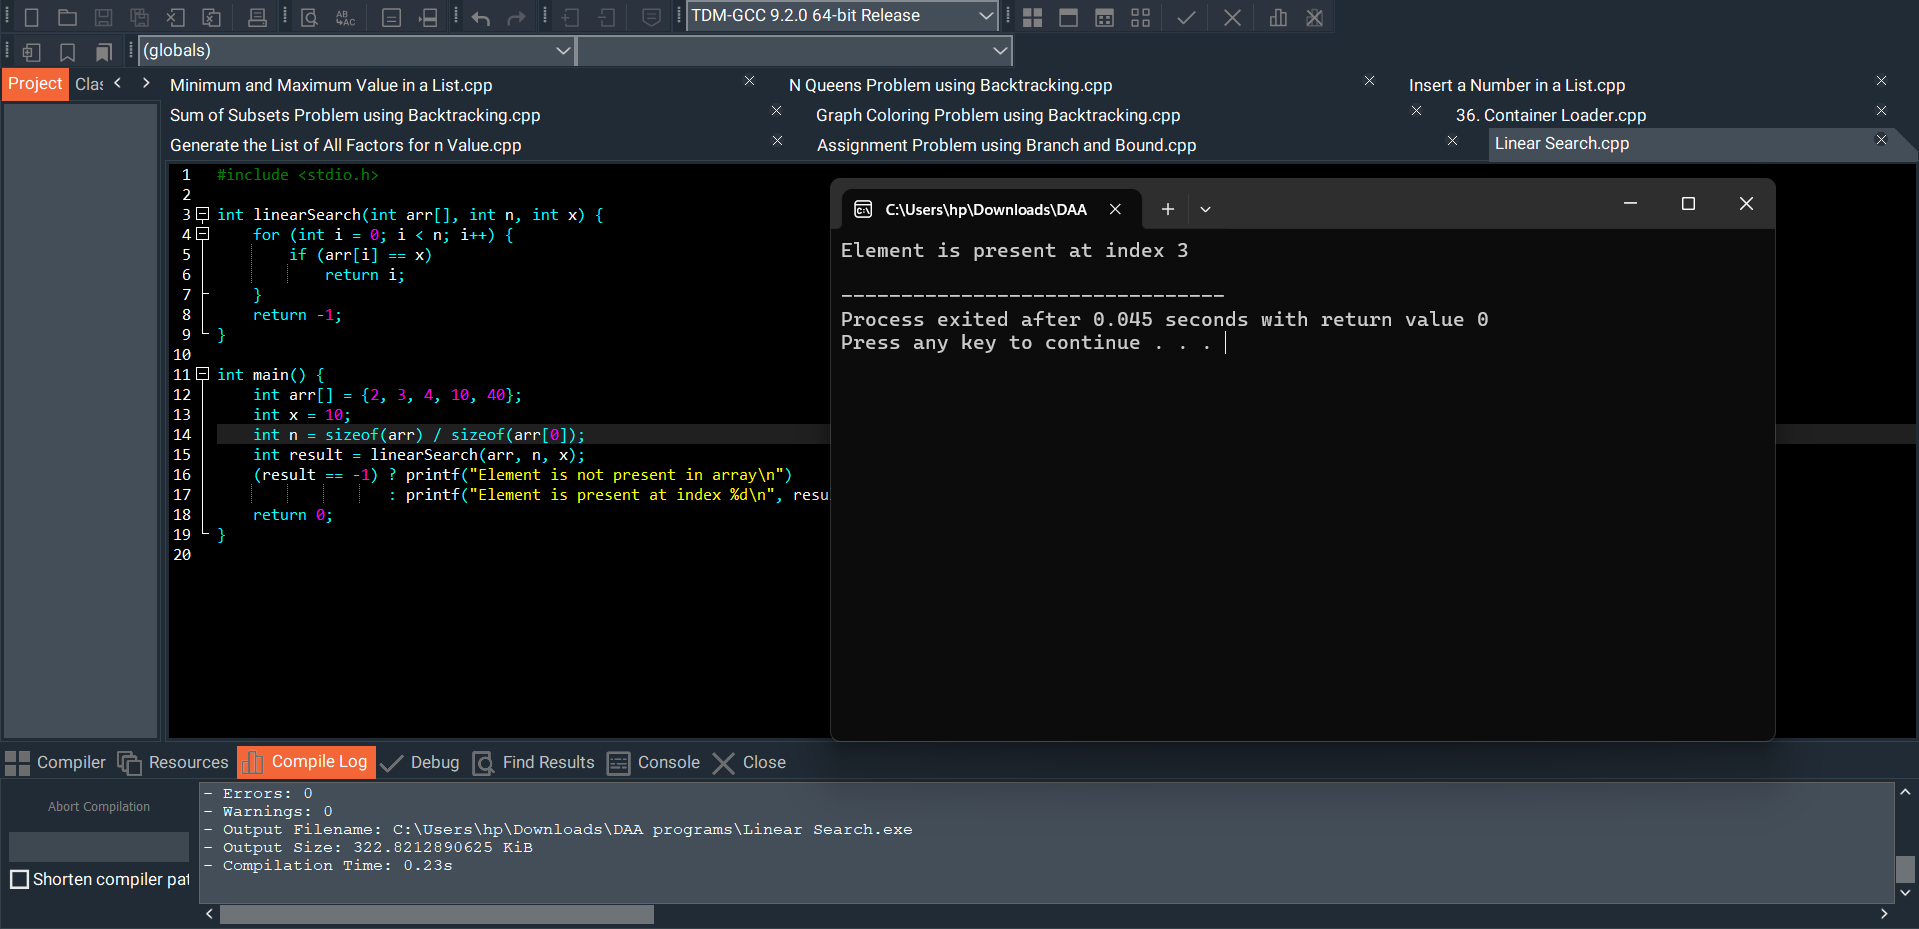 TDM-GCC 9.2.0 64-bit Release
(globals)
Project Clas
Minimum and Maximum Value in a List.cpp N Queens Problem using Backtracking.cpp Insert a Number in a List.cpp
Sum of Subsets Problem using Backtracking.cpp Graph Coloring Problem using Backtracking.cpp 36. Container Loader.cpp
Generate the List of All Factors for n Value.cpp Assignment Problem using Branch and Bound.cpp Linear Search.cpp
1 #include <stdio.h>
2
3 int linearSearch(int arr[], int n, int x) {
4 for (int i = 0; i < n; i++) {
5 if (arr[i] == x)
6 return i;
7 }
8 return -1;
9 }
10
11 int main() {
12 int arr[] = {2, 3, 4, 10, 40};
13 int x = 10;
14 int n = sizeof(arr) / sizeof(arr[0]);
15 int result = linearSearch(arr, n, x);
16 (result == -1) ? printf("Element is not present in array\n")
17 : printf("Element is present at index %d\n", resu
18 return 0;
19 }
20
C:\Users\hp\Downloads\DAA
Element is present at index 3
--------------------------------
Process exited after 0.045 seconds with return value 0
Press any key to continue . . .
Compiler Resources Compile Log Debug Find Results Console Close
Abort Compilation
Shorten compiler pat
- Errors: 0
- Warnings: 0
- Output Filename: C:\Users\hp\Downloads\DAA programs\Linear Search.exe
- Output Size: 322.8212890625 KiB
- Compilation Time: 0.23s